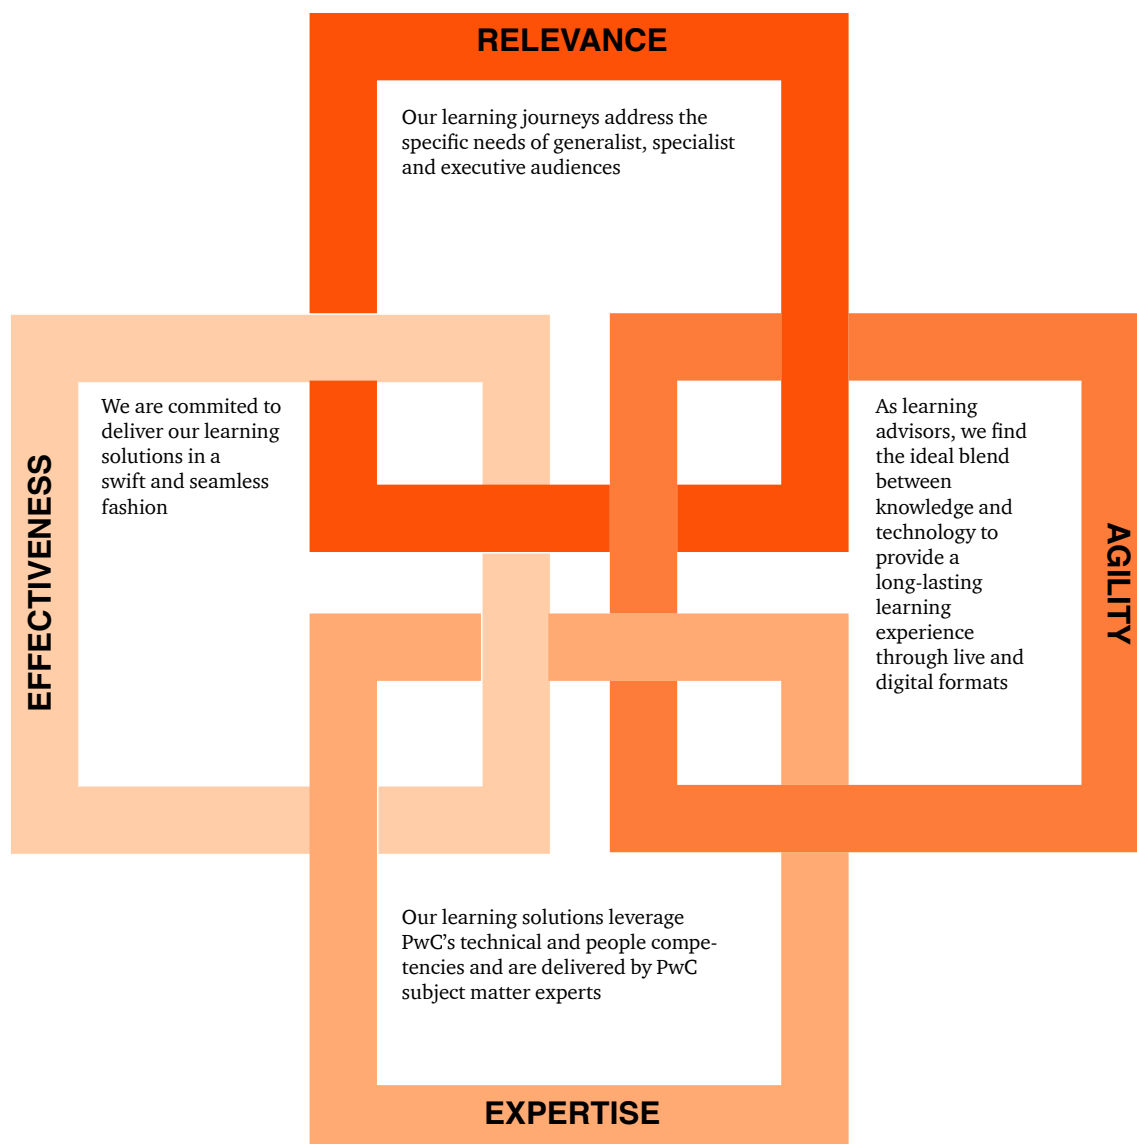 RELEVANCE
Our learning journeys address the
specific needs of generalist, specialist
and executive audiences
EFFECTIVENESS
We are commited to
deliver our learning
solutions in a
swift and seamless
fashion
As learning
advisors, we find
the ideal blend
between
knowledge and
technology to
provide a
long-lasting
learning
experience
through live and
digital formats
AGILITY
Our learning solutions leverage
PwC’s technical and people compe-
tencies and are delivered by PwC
subject matter experts
EXPERTISE